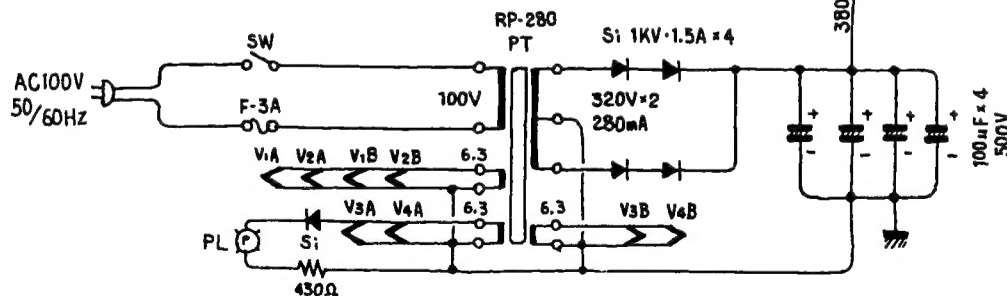 380
RP-280
PT
Si 1KV・1.5A×4
SW
AC100V
50/60Hz
F-3A
100V
320V×2
280mA
+
+
+
+
-
-
-
-
100μF×4
500V
V1A
V2A
V1B
V2B
6.3
V3A
V4A
6.3
6.3
V3B
V4B
PL
P
Si
430Ω